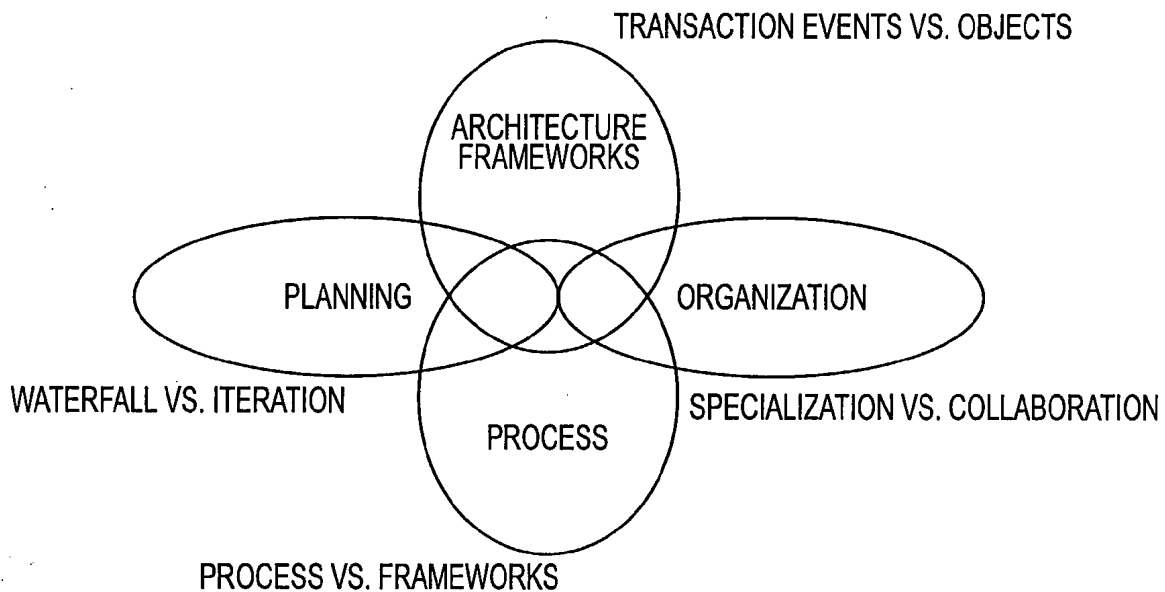 TRANSACTION EVENTS VS. OBJECTS
ARCHITECTURE
FRAMEWORKS
PLANNING
ORGANIZATION
WATERFALL VS. ITERATION
SPECIALIZATION VS. COLLABORATION
PROCESS
PROCESS VS. FRAMEWORKS